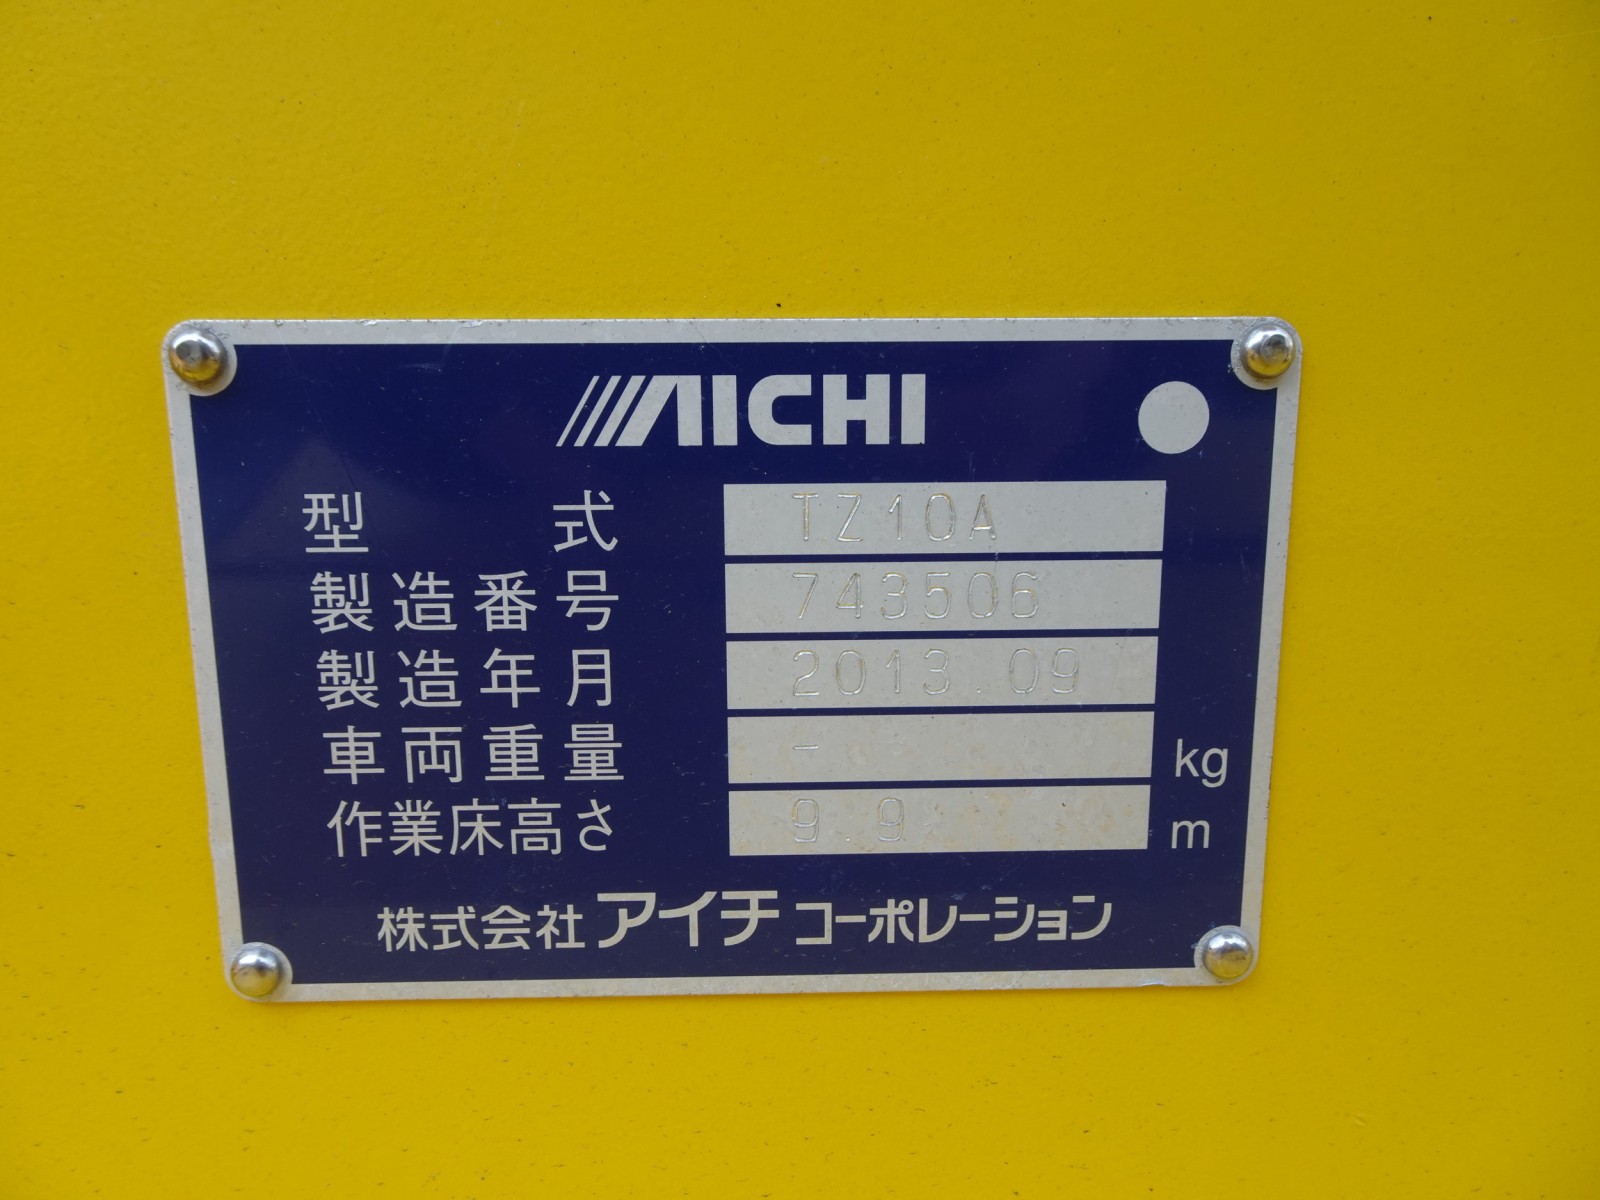 AICHI
型式 TZ10A
製造番号 743506
製造年月 2013.09
車両重量 - kg
作業床高さ 9.9 m
株式会社アイチコーポレーション